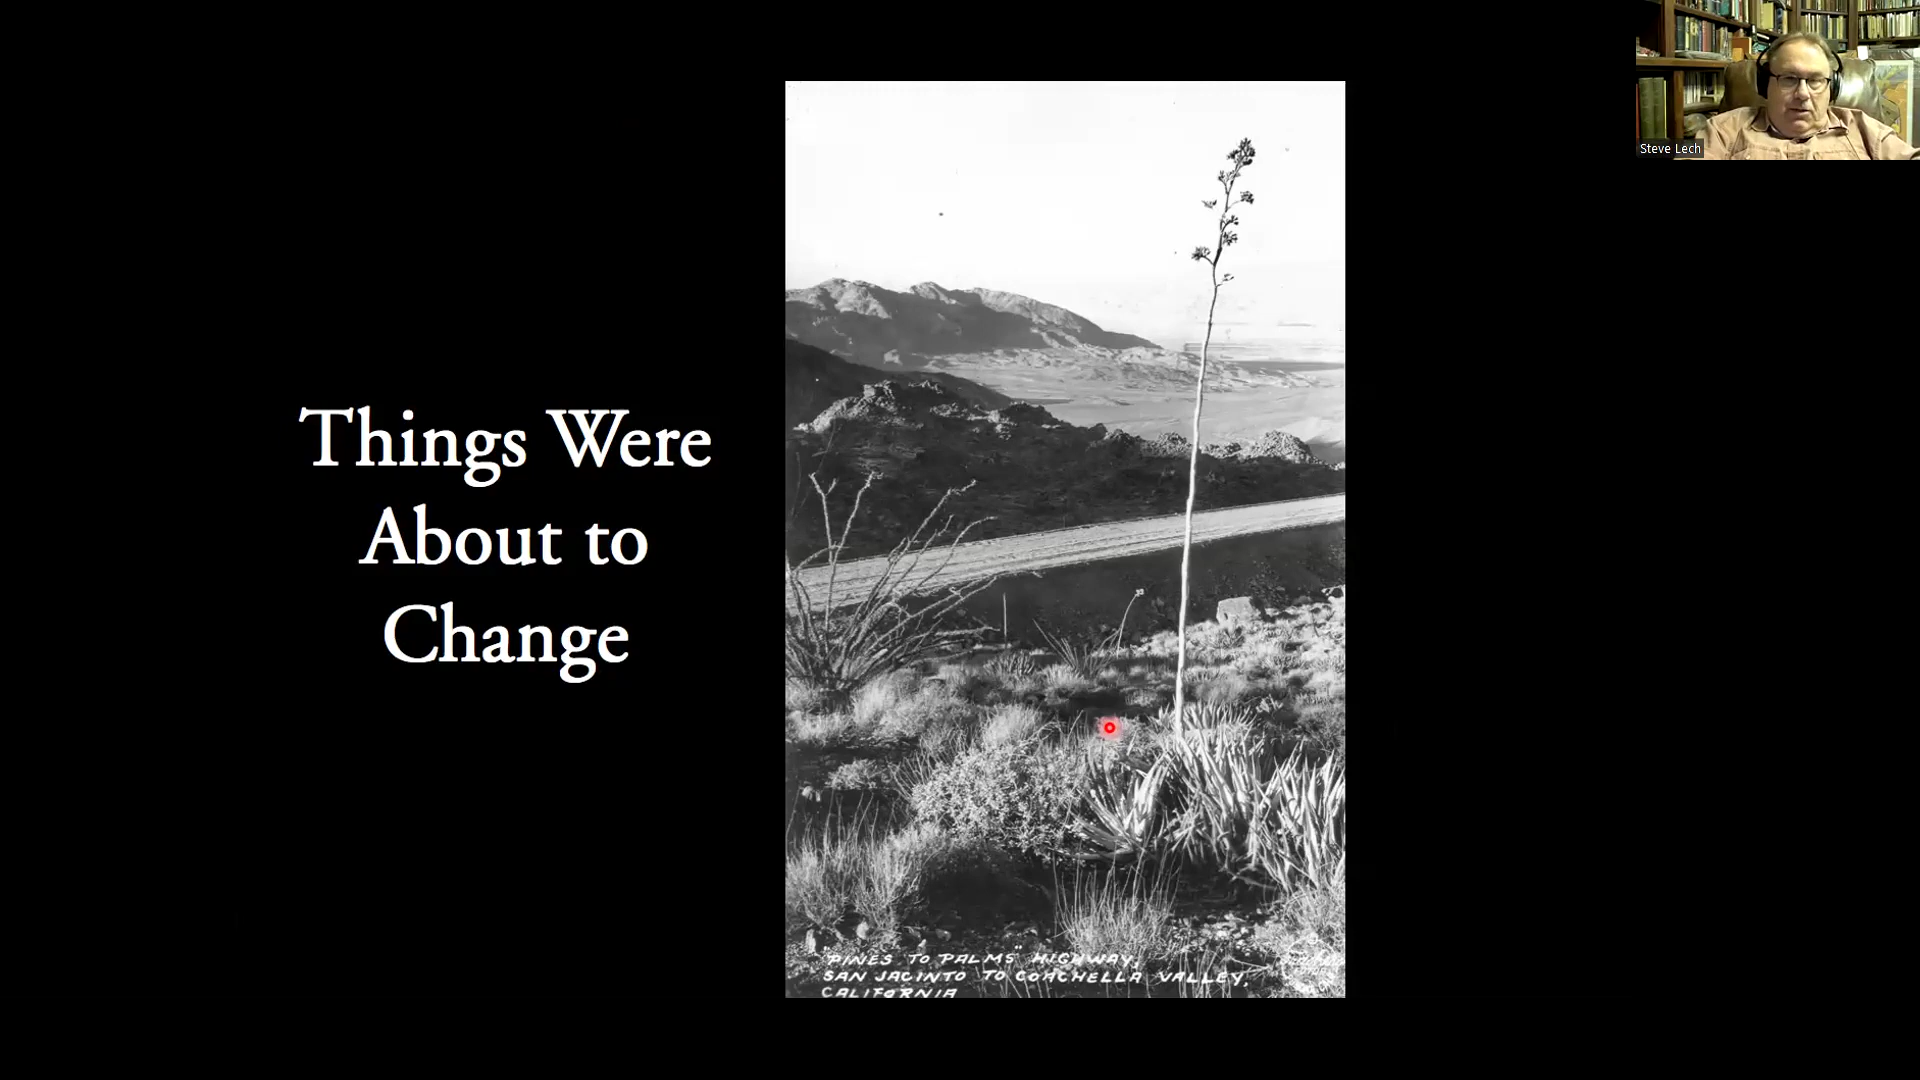 Things Were
About to
Change
"PINES TO PALMS" HIGHWAY,
SAN JACINTO TO COACHELLA VALLEY,
CALIFORNIA
Steve Lech